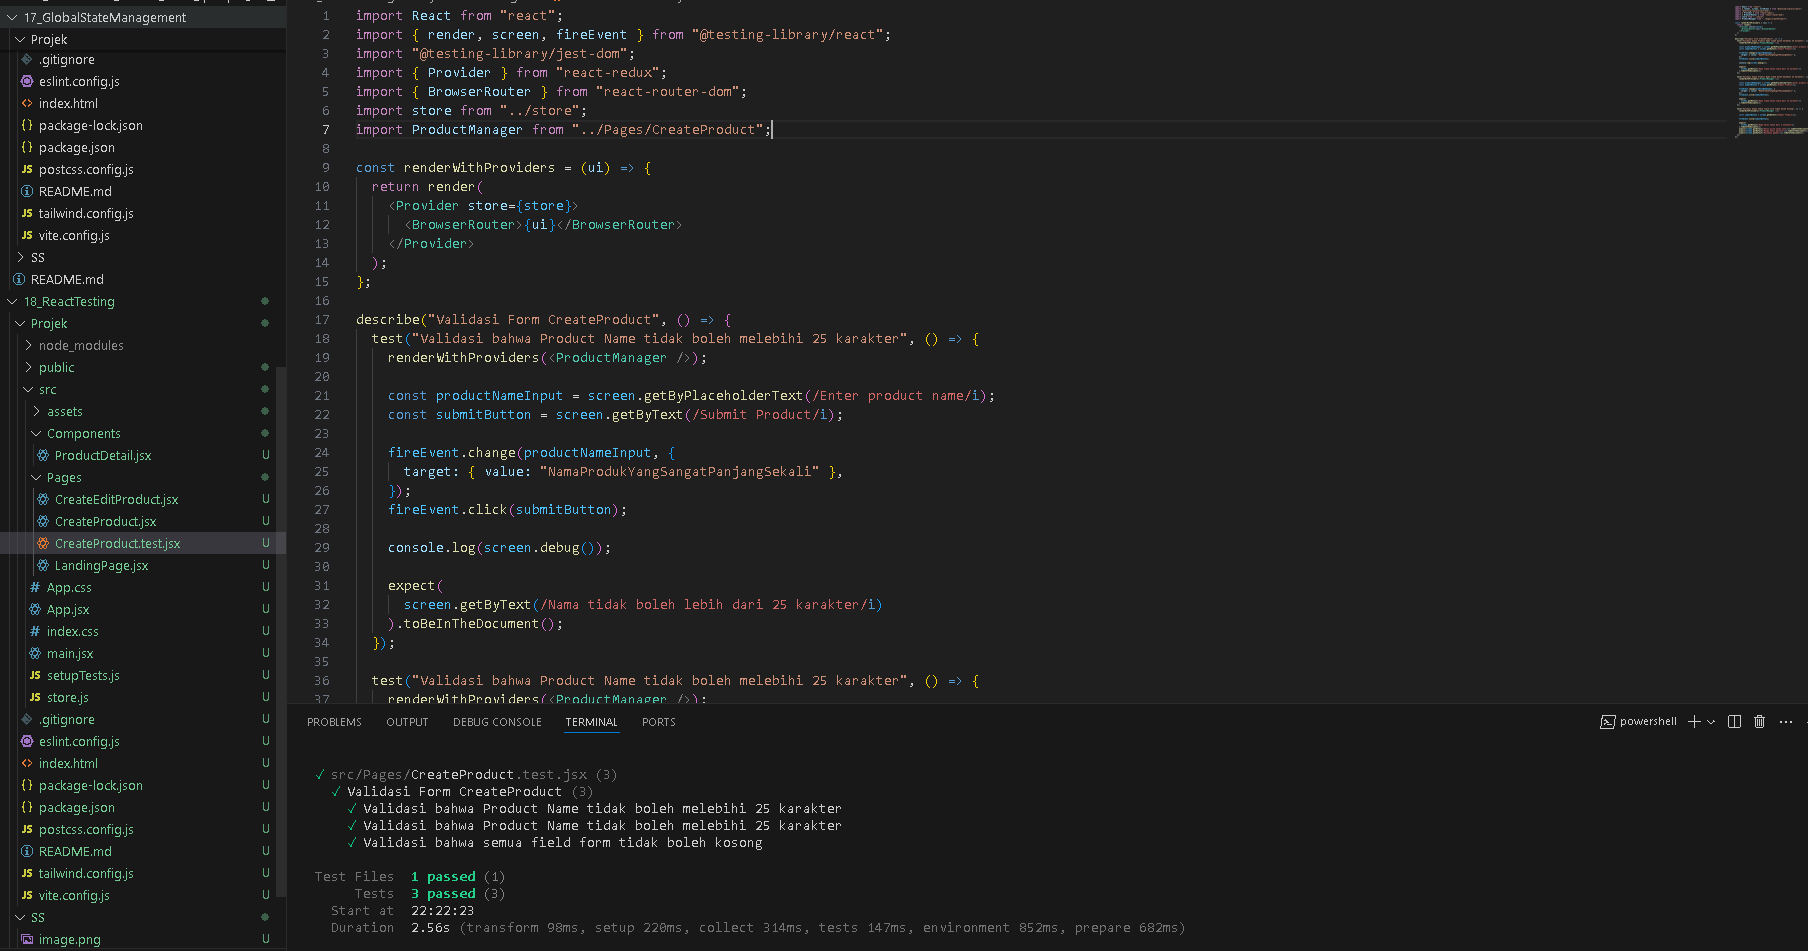 17_GlobalStateManagement
Projek
.gitignore
eslint.config.js
index.html
package-lock.json
package.json
postcss.config.js
README.md
tailwind.config.js
vite.config.js
SS
README.md
18_ReactTesting
Projek
node_modules
public
src
assets
Components
ProductDetail.jsx U
Pages
CreateEditProduct.jsx U
CreateProduct.jsx U
CreateProduct.test.jsx U
LandingPage.jsx U
App.css U
App.jsx U
index.css U
main.jsx U
setupTests.js U
store.js U
.gitignore U
eslint.config.js U
index.html U
package-lock.json U
package.json U
postcss.config.js U
README.md U
tailwind.config.js U
vite.config.js U
SS
image.png U
1 import React from "react";
2 import { render, screen, fireEvent } from "@testing-library/react";
3 import "@testing-library/jest-dom";
4 import { Provider } from "react-redux";
5 import { BrowserRouter } from "react-router-dom";
6 import store from "../store";
7 import ProductManager from "../Pages/CreateProduct";
8
9 const renderWithProviders = (ui) => {
10 return render(
11 <Provider store={store}>
12 <BrowserRouter>{ui}</BrowserRouter>
13 </Provider>
14 );
15 };
16
17 describe("Validasi Form CreateProduct", () => {
18 test("Validasi bahwa Product Name tidak boleh melebihi 25 karakter", () => {
19 renderWithProviders(<ProductManager />);
20
21 const productNameInput = screen.getByPlaceholderText(/Enter product name/i);
22 const submitButton = screen.getByText(/Submit Product/i);
23
24 fireEvent.change(productNameInput, {
25 target: { value: "NamaProdukYangSangatPanjangSekali" },
26 });
27 fireEvent.click(submitButton);
28
29 console.log(screen.debug());
30
31 expect(
32 screen.getByText(/Nama tidak boleh lebih dari 25 karakter/i)
33 ).toBeInTheDocument();
34 });
35
36 test("Validasi bahwa Product Name tidak boleh melebihi 25 karakter", () => {
37 renderWithProviders(<ProductManager />);
PROBLEMS OUTPUT DEBUG CONSOLE TERMINAL PORTS powershell
✓ src/Pages/CreateProduct.test.jsx (3)
✓ Validasi Form CreateProduct (3)
✓ Validasi bahwa Product Name tidak boleh melebihi 25 karakter
✓ Validasi bahwa Product Name tidak boleh melebihi 25 karakter
✓ Validasi bahwa semua field form tidak boleh kosong
Test Files 1 passed (1)
Tests 3 passed (3)
Start at 22:22:23
Duration 2.56s (transform 98ms, setup 220ms, collect 314ms, tests 147ms, environment 852ms, prepare 682ms)